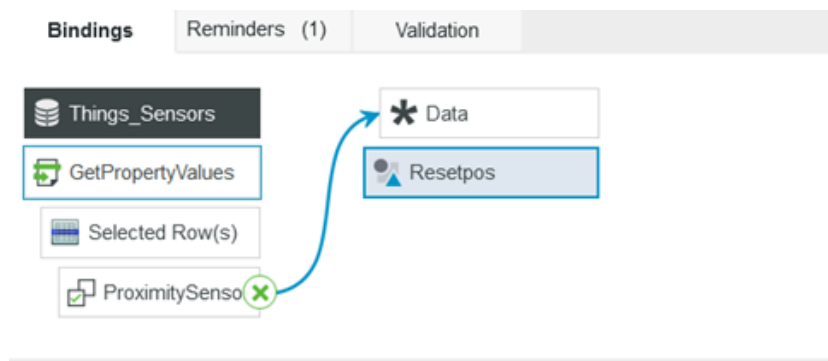 Bindings Reminders (1) Validation
Things_Sensors
Data
GetPropertyValues
Resetpos
Selected Row(s)
ProximitySenso